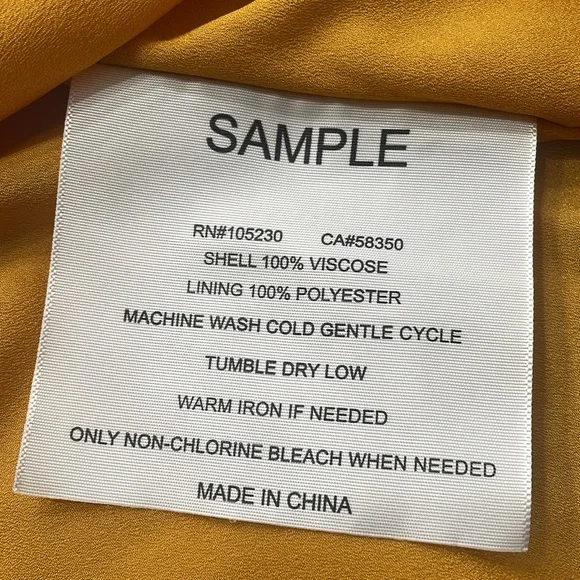 SAMPLE
RN#105230 CA#58350
SHELL 100% VISCOSE
LINING 100% POLYESTER
MACHINE WASH COLD GENTLE CYCLE
TUMBLE DRY LOW
WARM IRON IF NEEDED
ONLY NON-CHLORINE BLEACH WHEN NEEDED
MADE IN CHINA